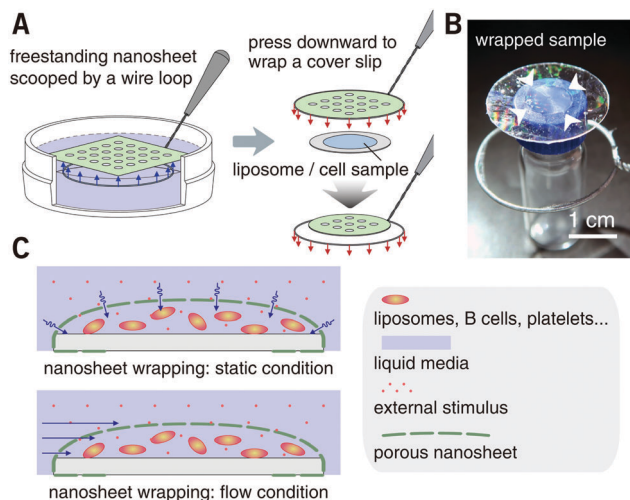 A
freestanding nanosheet
scooped by a wire loop
press downward to
wrap a cover slip
liposome / cell sample
B
wrapped sample
1 cm
C
nanosheet wrapping: static condition
nanosheet wrapping: flow condition
liposomes, B cells, platelets...
liquid media
external stimulus
porous nanosheet